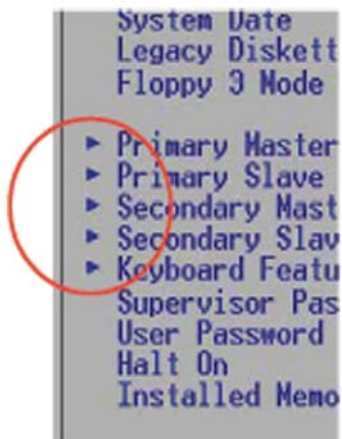 System Date
Legacy Diskett
Floppy 3 Mode
Primary Master
Primary Slave
Secondary Mast
Secondary Slav
Keyboard Featu
Supervisor Pas
User Password
Halt On
Installed Memo